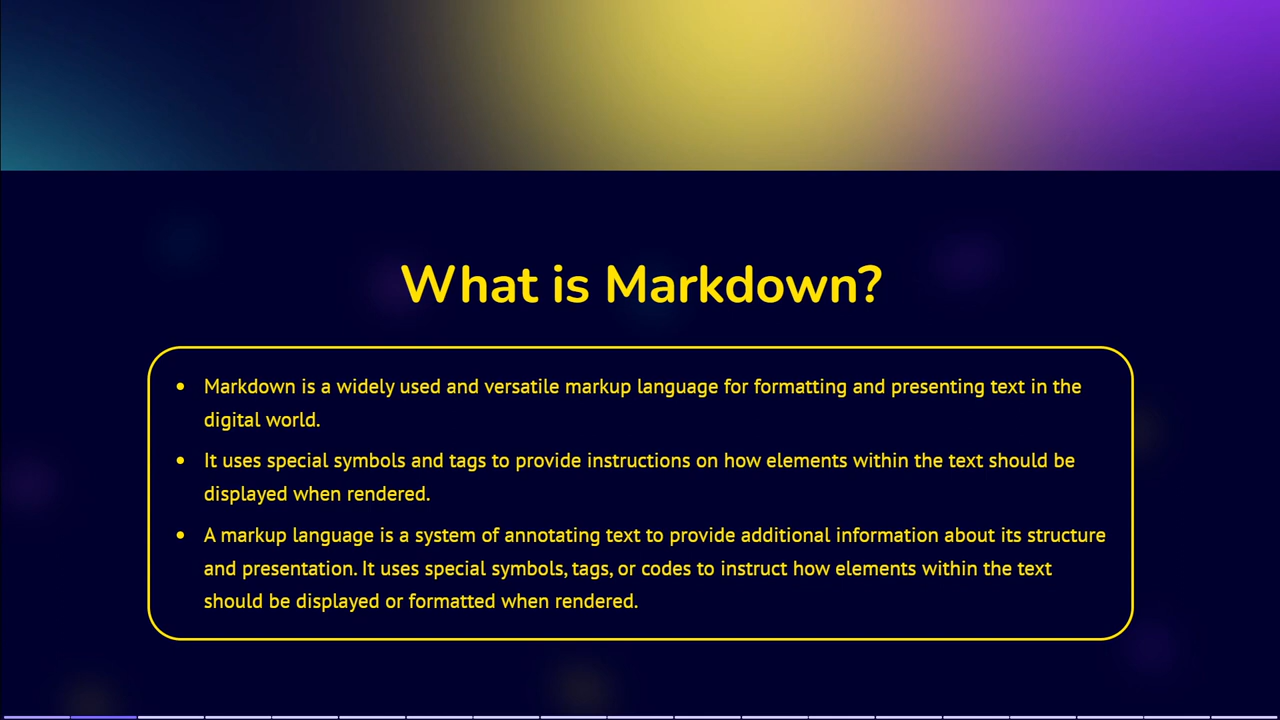 What is Markdown?
Markdown is a widely used and versatile markup language for formatting and presenting text in the
digital world.
It uses special symbols and tags to provide instructions on how elements within the text should be
displayed when rendered.
A markup language is a system of annotating text to provide additional information about its structure
and presentation. It uses special symbols, tags, or codes to instruct how elements within the text
should be displayed or formatted when rendered.